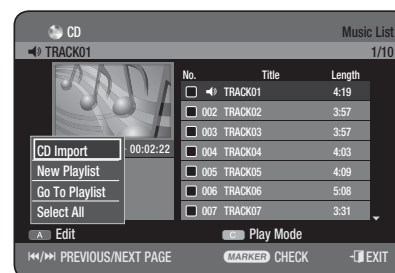 CD Music List
TRACK01 1/10
No. Title Length
TRACK01 4:19
002 TRACK02 3:57
003 TRACK03 3:57
00:02:22
004 TRACK04 4:03
005 TRACK05 4:09
006 TRACK06 5:08
007 TRACK07 3:31
CD Import
New Playlist
Go To Playlist
Select All
A Edit C Play Mode
PREVIOUS/NEXT PAGE MARKER CHECK EXIT